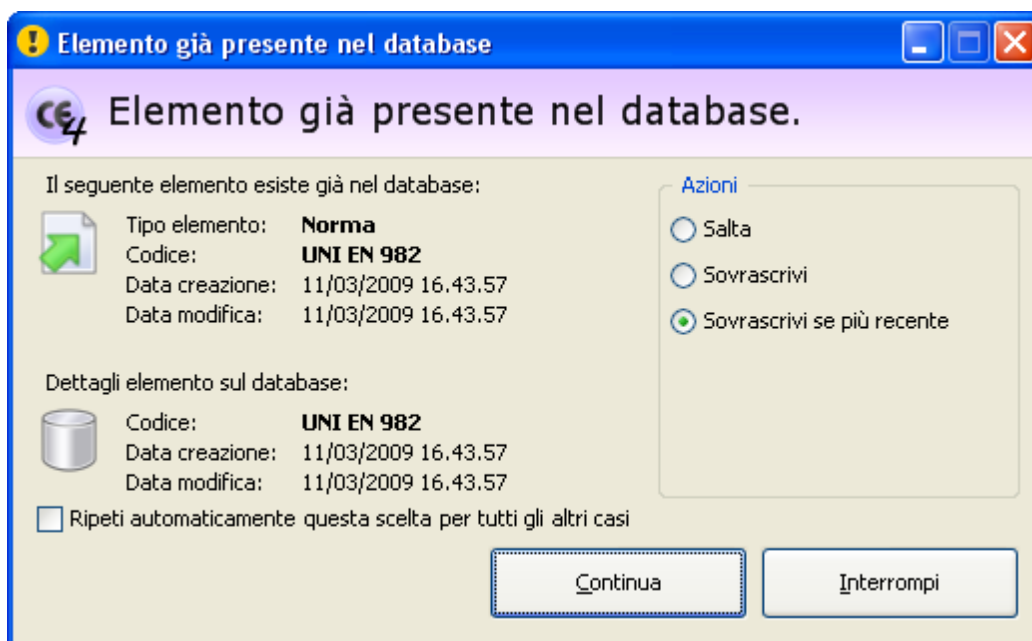 Elemento già presente nel database
CE4 Elemento già presente nel database.
Il seguente elemento esiste già nel database:
Tipo elemento: Norma
Codice: UNI EN 982
Data creazione: 11/03/2009 16.43.57
Data modifica: 11/03/2009 16.43.57
Dettagli elemento sul database:
Codice: UNI EN 982
Data creazione: 11/03/2009 16.43.57
Data modifica: 11/03/2009 16.43.57
Azioni
Salta
Sovrascrivi
Sovrascrivi se più recente
Ripeti automaticamente questa scelta per tutti gli altri casi
Continua
Interrompi